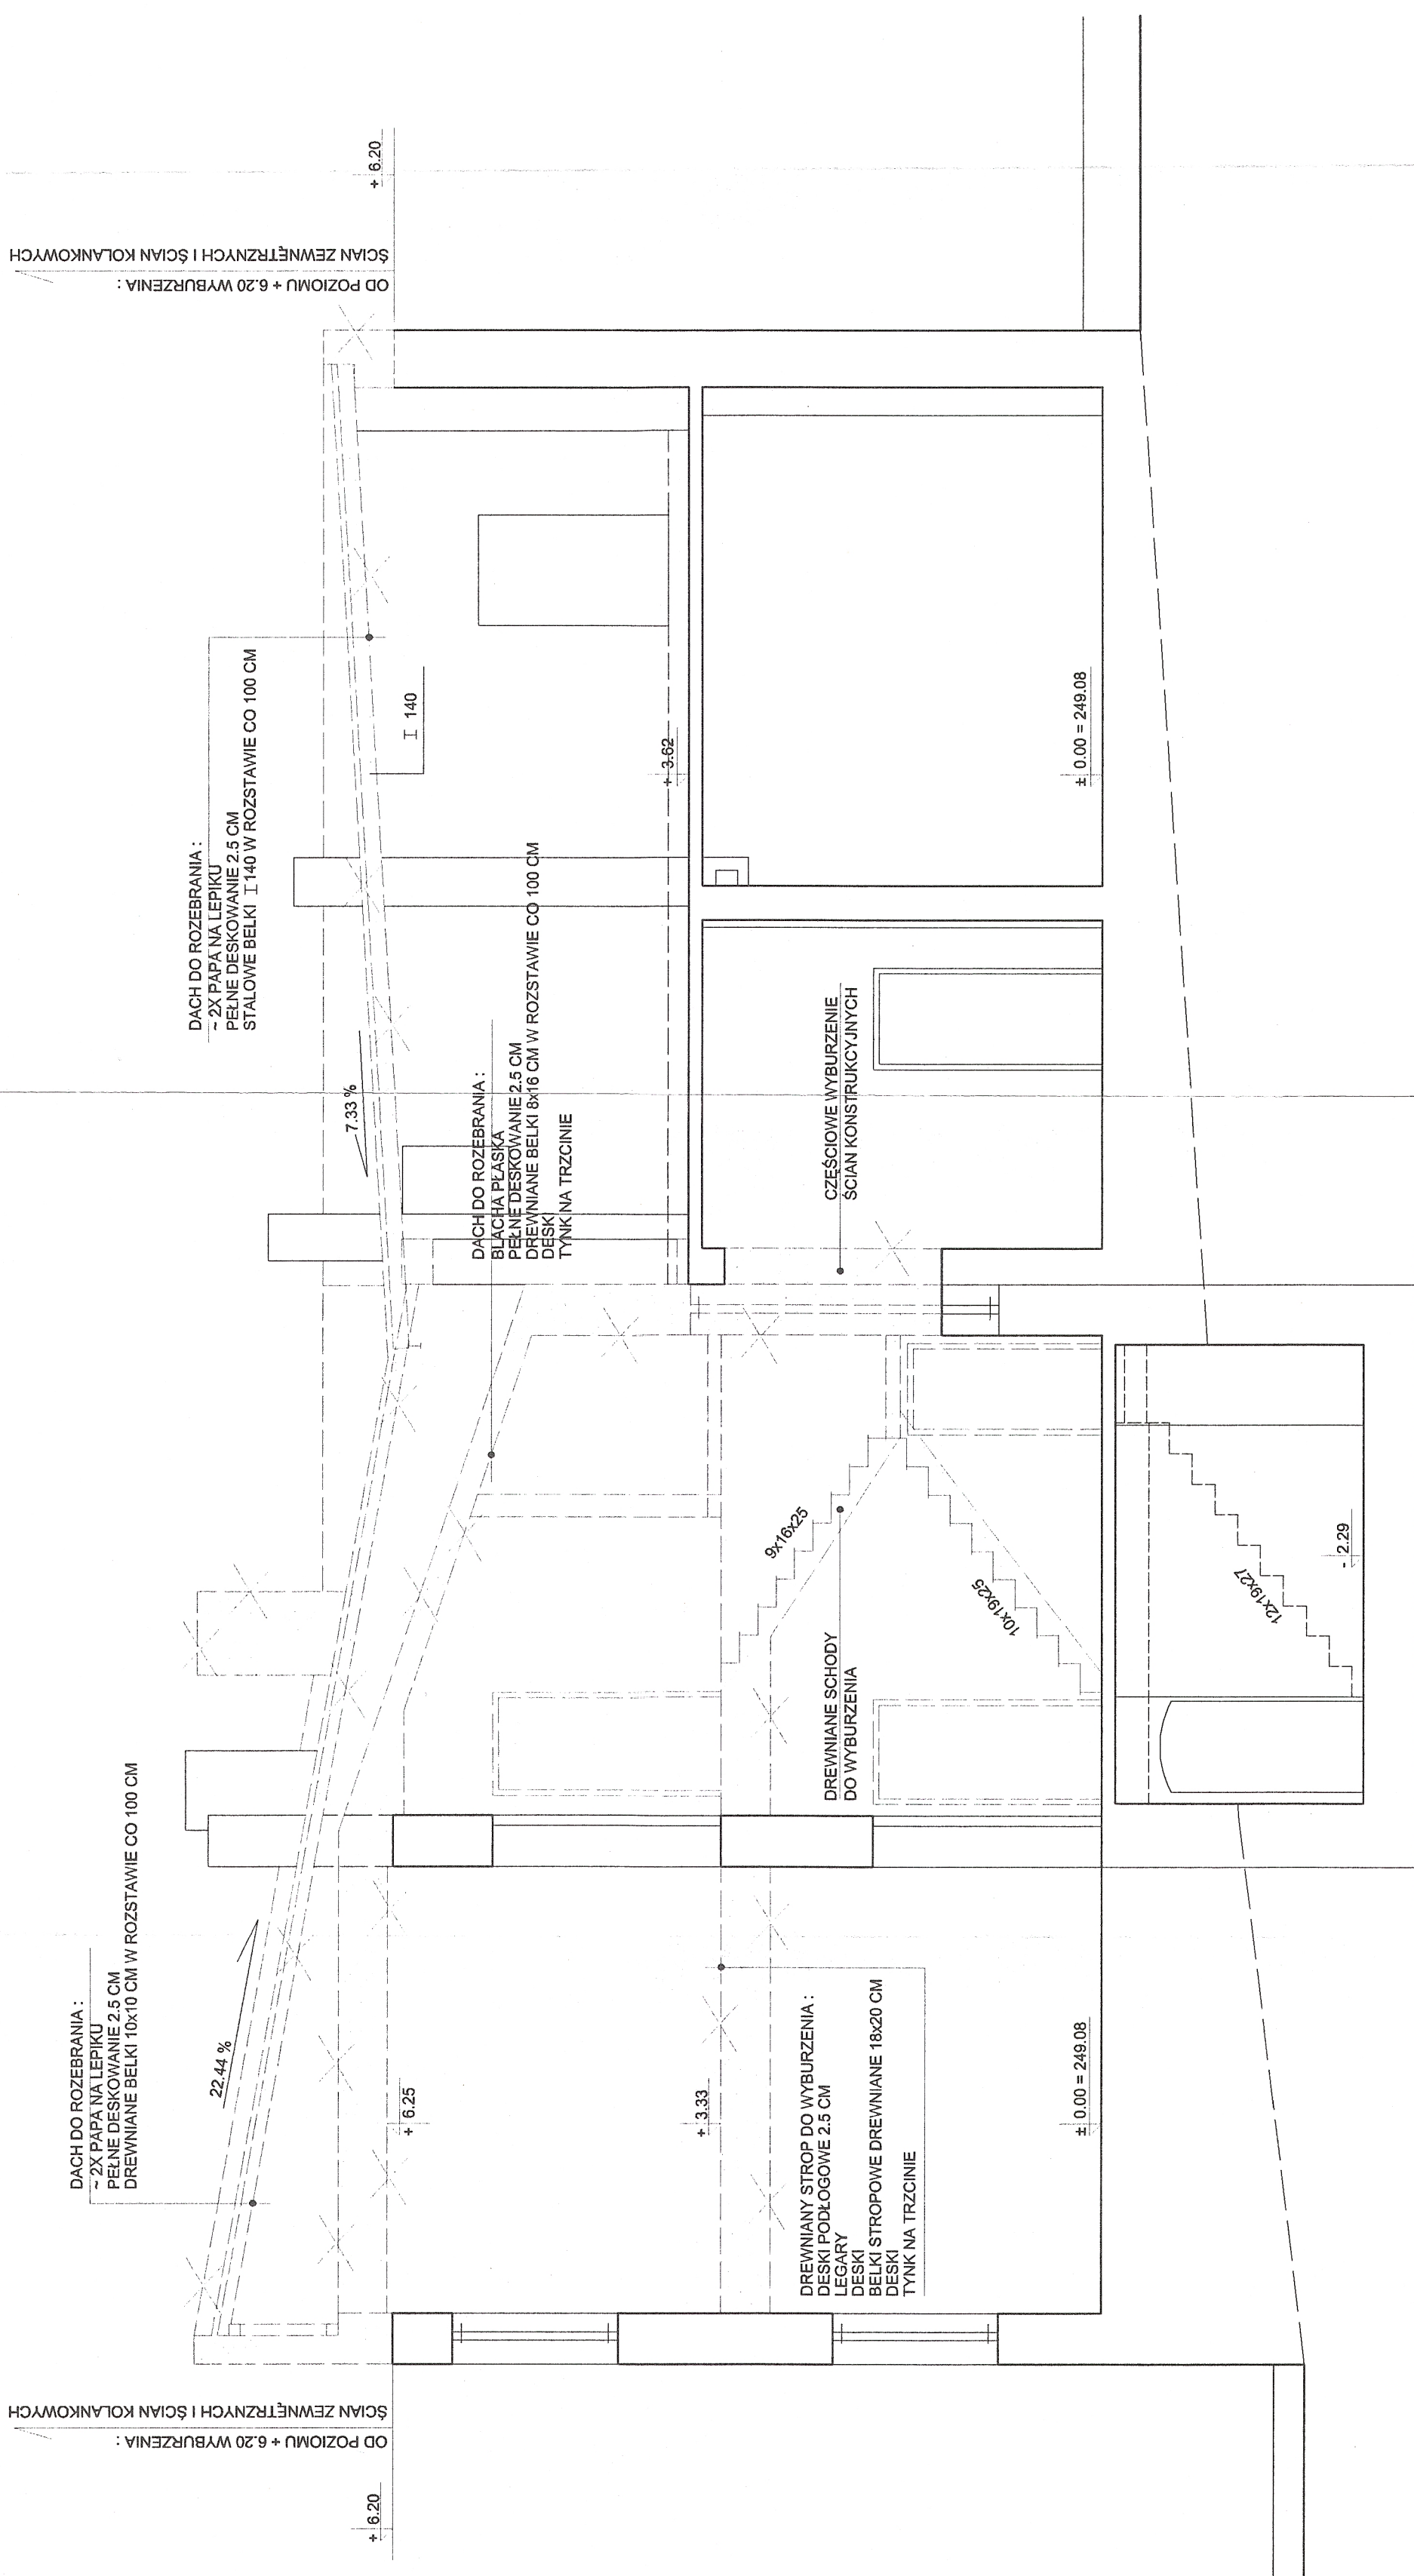 OD POZIOMU + 6.20 WYBURZENIA :
ŚCIAN ZEWNĘTRZNYCH I ŚCIAN KOLANKOWYCH
+ 6.20
DACH DO ROZEBRANIA :
~ 2X PAPA NA LEPIKU
PEŁNE DESKOWANIE 2.5 CM
DREWNIANE BELKI 10x10 CM W ROZSTAWIE CO 100 CM
22.44 %
+ 6.25
+ 3.33
DREWNIANY STROP DO WYBURZENIA :
DESKI PODŁOGOWE 2.5 CM
LEGARY
DESKI
BELKI STROPOWE DREWNIANE 18x20 CM
DESKI
TYNK NA TRZCINIE
± 0.00 = 249.08
DREWNIANE SCHODY
DO WYBURZENIA
9x16x25
10x19x25
12x19x27
- 2.29
DACH DO ROZEBRANIA :
BLACHA PŁASKA
PEŁNE DESKOWANIE 2.5 CM
DREWNIANE BELKI 8x16 CM W ROZSTAWIE CO 100 CM
DESKI
TYNK NA TRZCINIE
7.33 %
CZĘŚCIOWE WYBURZENIE
ŚCIAN KONSTRUKCYJNYCH
DACH DO ROZEBRANIA :
~ 2X PAPA NA LEPIKU
PEŁNE DESKOWANIE 2.5 CM
STALOWE BELKI I 140 W ROZSTAWIE CO 100 CM
I 140
+ 3.62
± 0.00 = 249.08
OD POZIOMU + 6.20 WYBURZENIA :
ŚCIAN ZEWNĘTRZNYCH I ŚCIAN KOLANKOWYCH
+ 6.20